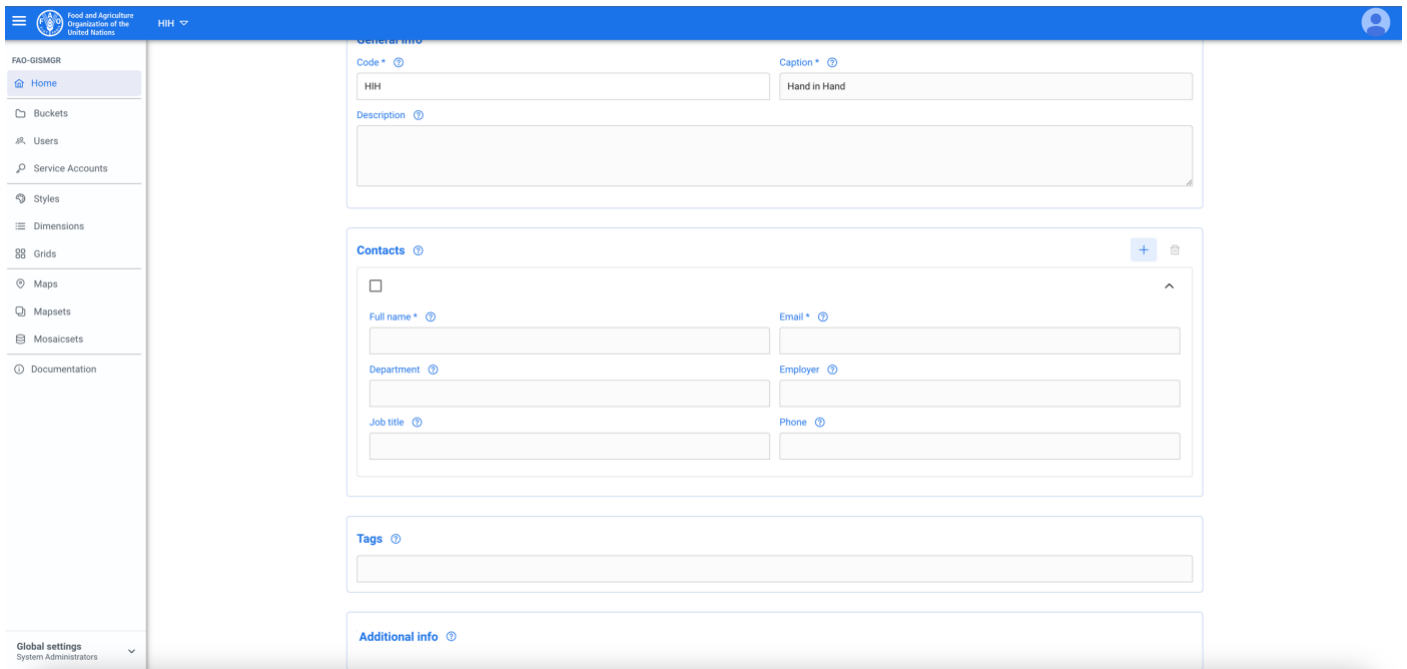 Food and Agriculture
Organization of the
United Nations
HIH
FAO-GISMGR
Home
Buckets
Users
Service Accounts
Styles
Dimensions
Grids
Maps
Mapsets
Mosaicsets
Documentation
Global settings
System Administrators
General info
Code * Caption *
HIH Hand in Hand
Description
Contacts
Full name * Email *
Department Employer
Job title Phone
Tags
Additional info